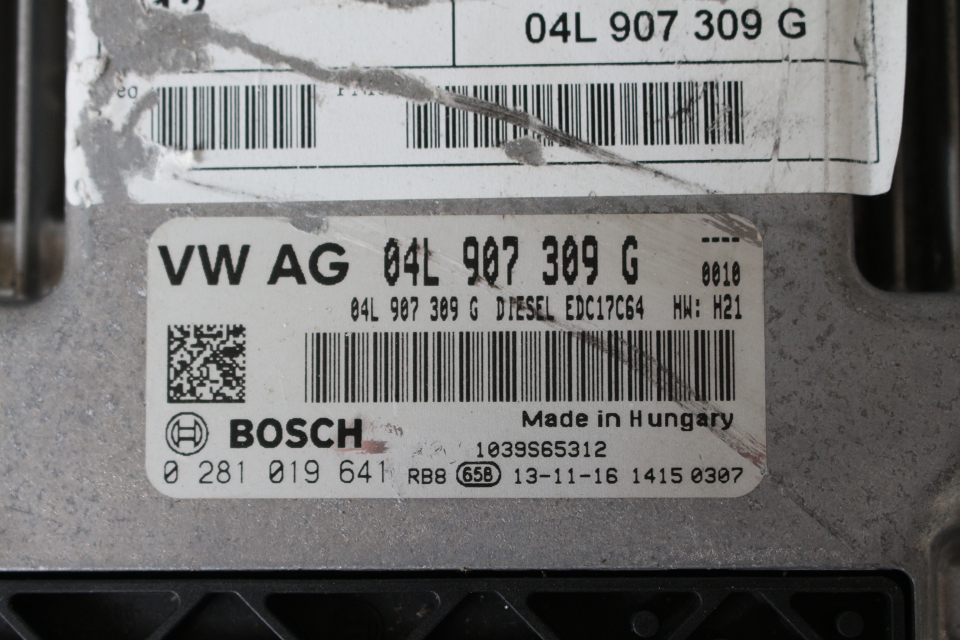 04L 907 309 G
VW AG 04L 907 309 G ----
0010
04L 907 309 G DIESEL EDC17C64 HW: H21
Made in Hungary
BOSCH
1039S65312
0 281 019 641 RB8 65B 13-11-16 1415 0307